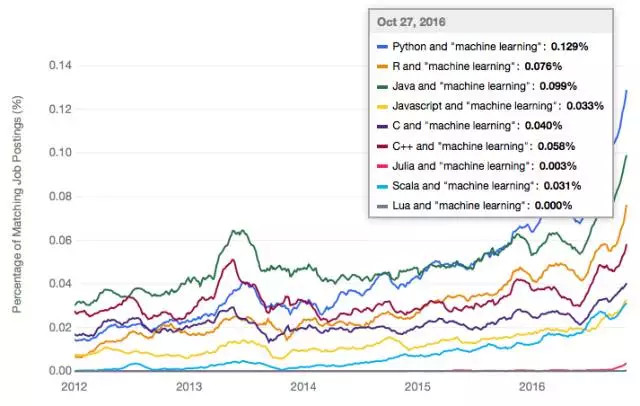 Oct 27, 2016
Python and "machine learning": 0.129%
R and "machine learning": 0.076%
Java and "machine learning": 0.099%
Javascript and "machine learning": 0.033%
C and "machine learning": 0.040%
C++ and "machine learning": 0.058%
Julia and "machine learning": 0.003%
Scala and "machine learning": 0.031%
Lua and "machine learning": 0.000%
Percentage of Matching Job Postings (%)
0.14
0.12
0.10
0.08
0.06
0.04
0.02
0.00
2012 2013 2014 2015 2016